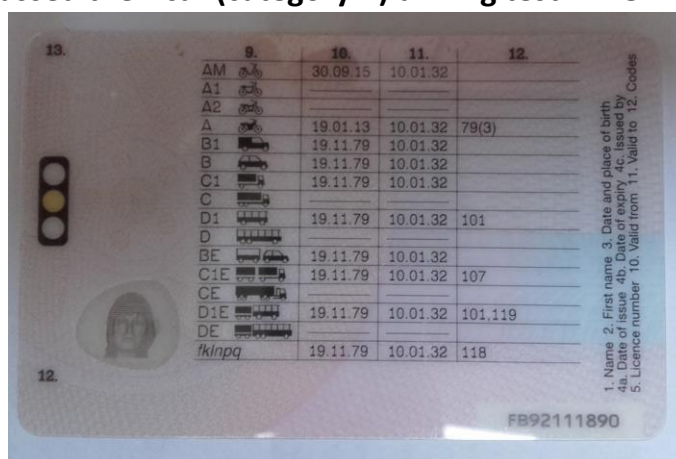 (category driving test
13. 9. 10. 11. 12.
AM 30.09.15 10.01.32
A1
A2
A 19.01.13 10.01.32 79(3)
B1 19.11.79 10.01.32
B 19.11.79 10.01.32
C1 19.11.79 10.01.32
C
D1 19.11.79 10.01.32 101
D
BE 19.11.79 10.01.32
C1E 19.11.79 10.01.32 107
CE
D1E 19.11.79 10.01.32 101,119
DE
fkinpq 19.11.79 10.01.32 118
12.
1. Name 2. First name 3. Date and place of birth
4a. Date of issue 4b. Date of expiry 4c. Issued by
5. Licence number 10. Valid from 11. Valid to 12. Codes
FB92111890